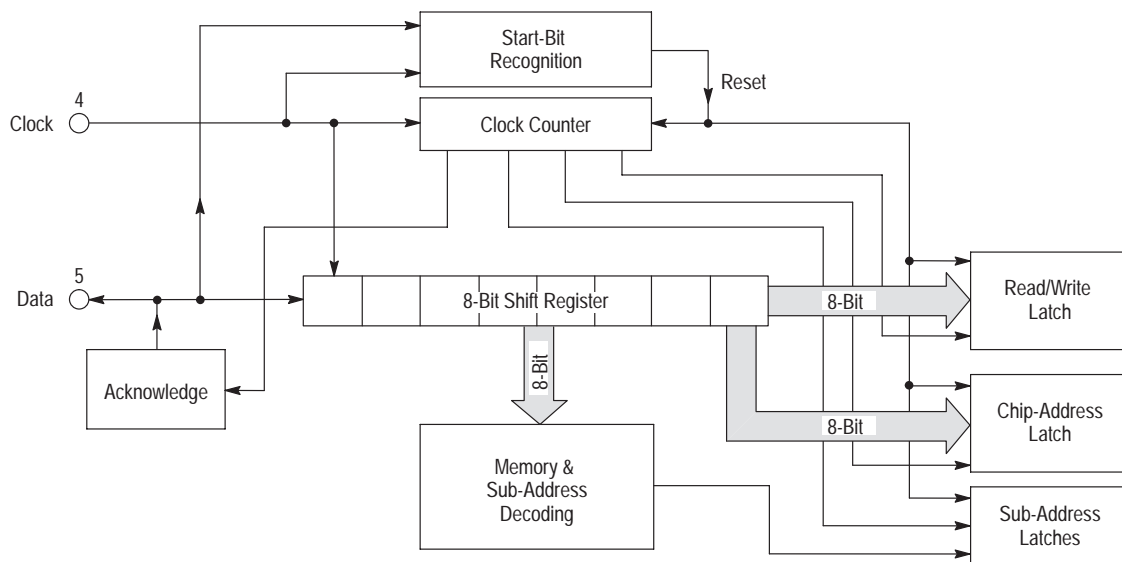 Start-Bit
Recognition
Reset
4
Clock
Clock Counter
5
Data
8-Bit Shift Register
8-Bit
Read/Write
Latch
Acknowledge
8-Bit
8-Bit
Chip-Address
Latch
Memory &
Sub-Address
Decoding
Sub-Address
Latches